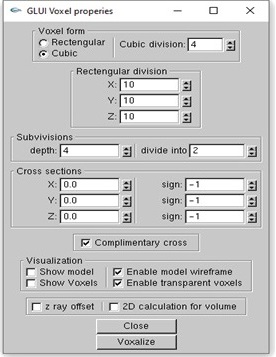 GLUI Voxel properies
Voxel form
Rectangular
Cubic
Cubic division: 4
Rectangular division
X: 10
Y: 10
Z: 10
Subvivisions
depth: 4 divide into 2
Cross sections
X: 0.0 sign: -1
Y: 0.0 sign: -1
Z: 0.0 sign: -1
Complimentary cross
Visualization
Show model Enable model wireframe
Show Voxels Enable transparent voxels
z ray offset 2D calculation for volume
Close
Voxalize